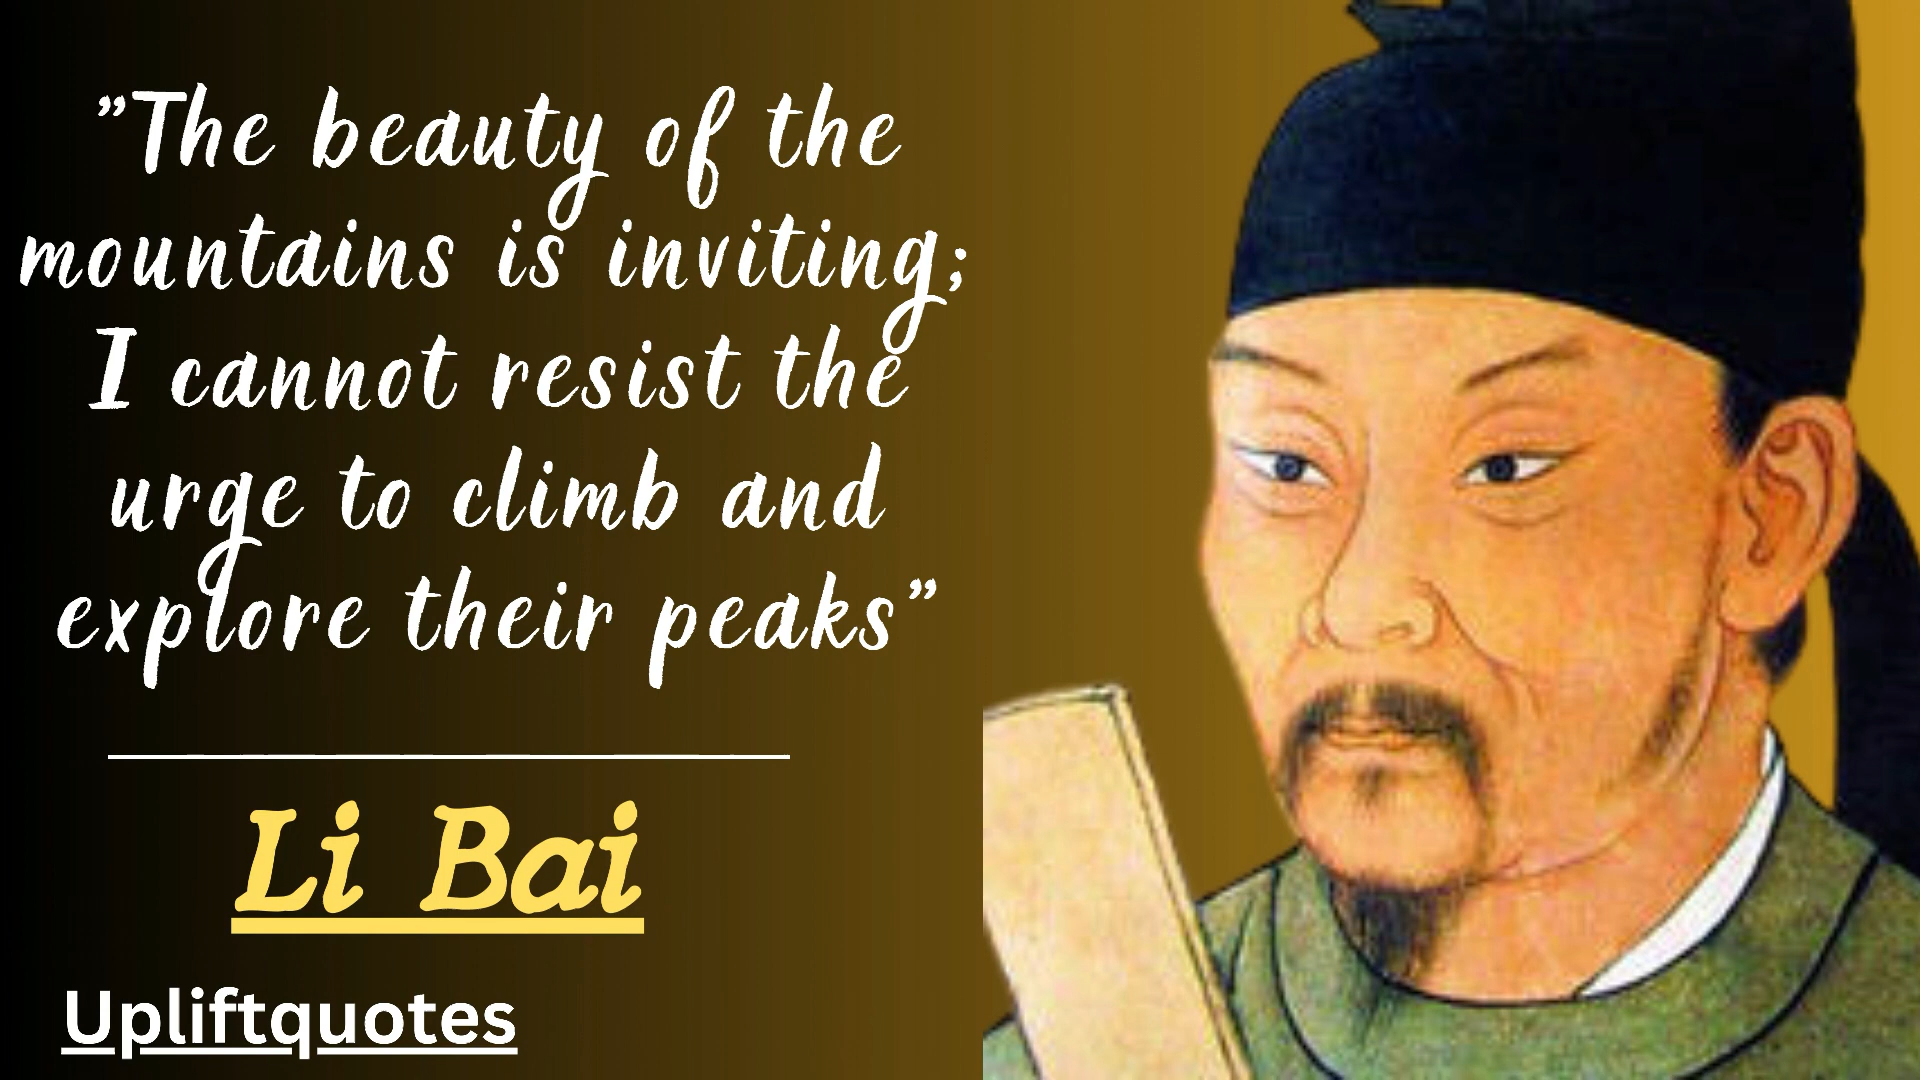 ”The beauty of the
mountains is inviting;
I cannot resist the
urge to climb and
explore their peaks”
Li Bai
Upliftquotes